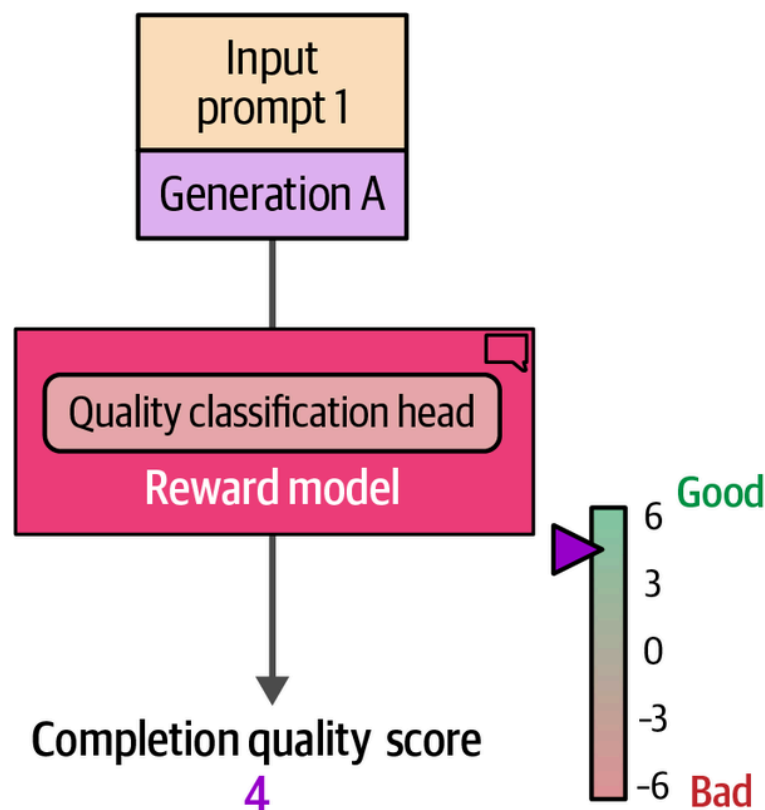 Input
prompt 1
Generation A
Quality classification head
Reward model
Good
6
3
0
–3
–6
Bad
Completion quality score
4